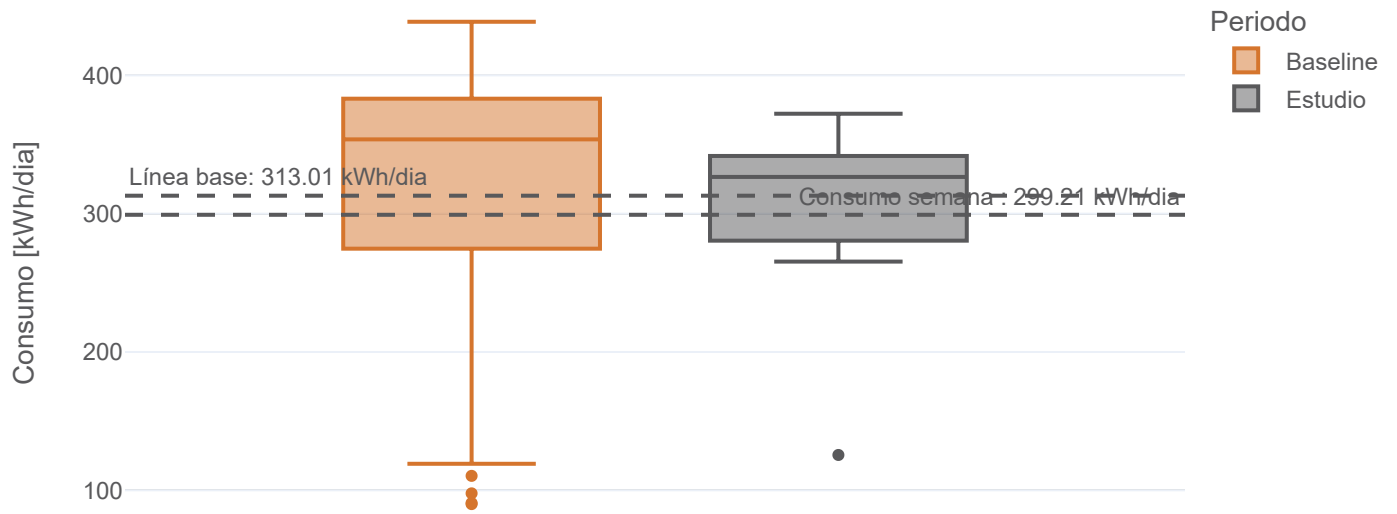 Periodo
Baseline
Estudio
Consumo [kWh/dia]
400
300
200
100
Línea base: 313.01 kWh/dia
Consumo semana : 299.21 kWh/dia